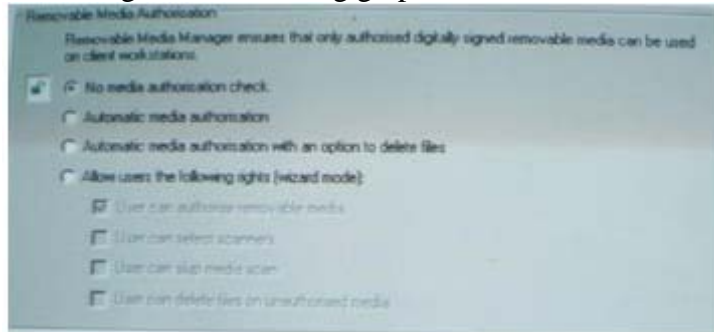 Removable Media Authorisation
Removable Media Manager ensures that only authorised digitally signed removable media can be used
on client workstations.
No media authorisation check.
Automatic media authorisation
Automatic media authorisation with an option to delete files
Allow users the following rights (wizard mode):
User can authorise removable media
User can select scanners
User can skip media scan
User can delete files on unauthorised media